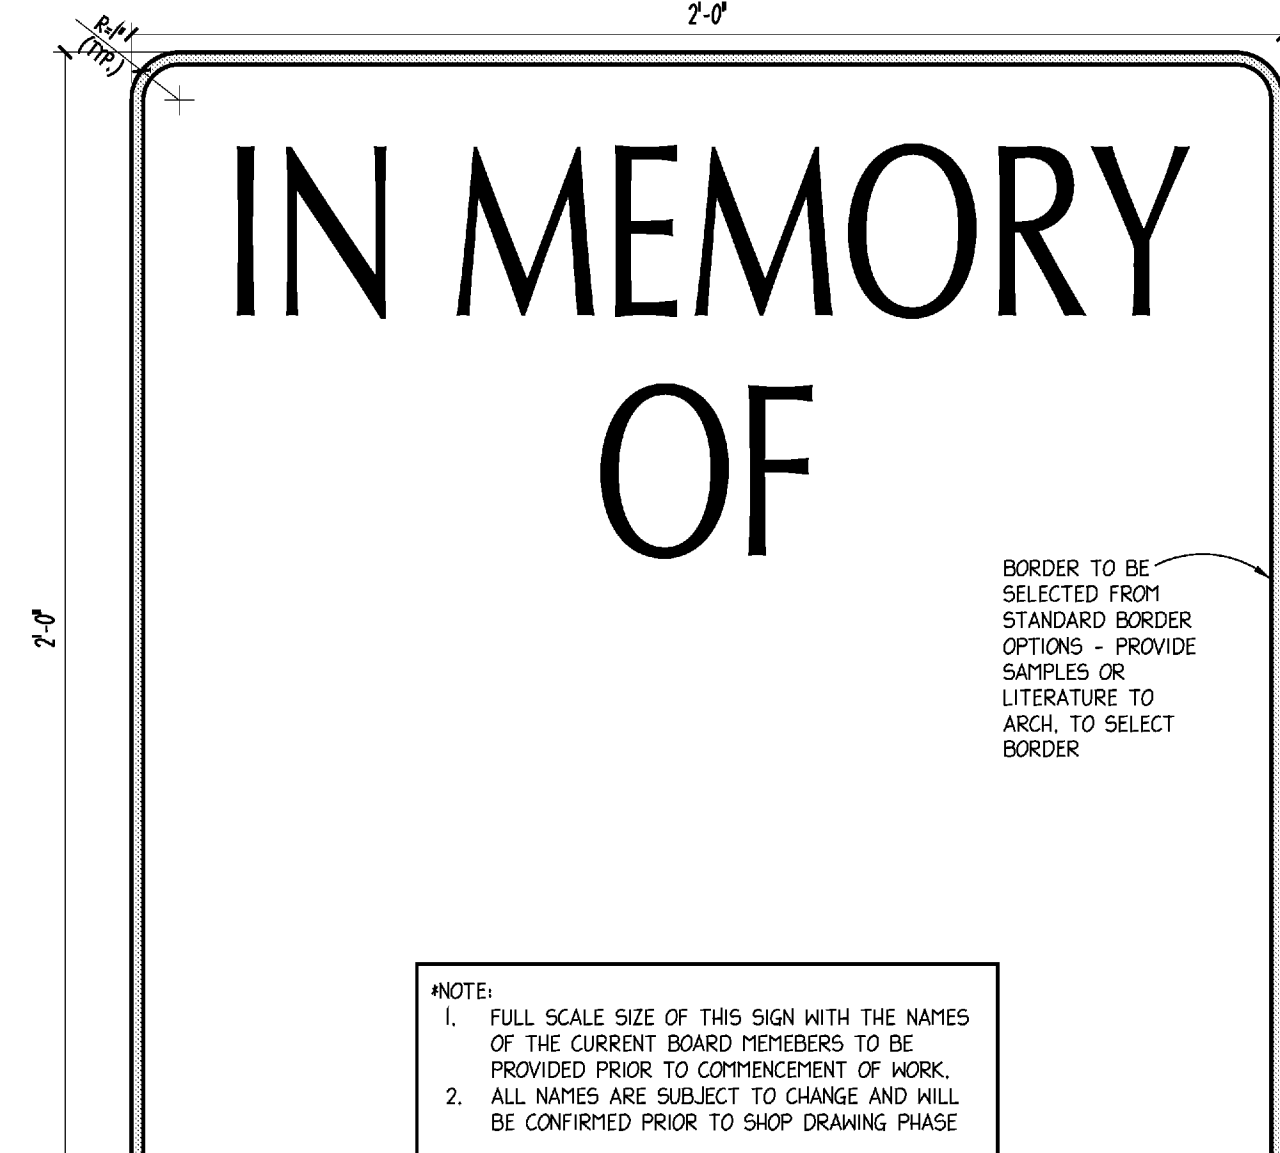 2'-0"
R=1"
(TYP.)
IN MEMORY
OF
2'-0"
BORDER TO BE
SELECTED FROM
STANDARD BORDER
OPTIONS - PROVIDE
SAMPLES OR
LITERATURE TO
ARCH. TO SELECT
BORDER
*NOTE:
1. FULL SCALE SIZE OF THIS SIGN WITH THE NAMES
OF THE CURRENT BOARD MEMEBERS TO BE
PROVIDED PRIOR TO COMMENCEMENT OF WORK.
2. ALL NAMES ARE SUBJECT TO CHANGE AND WILL
BE CONFIRMED PRIOR TO SHOP DRAWING PHASE